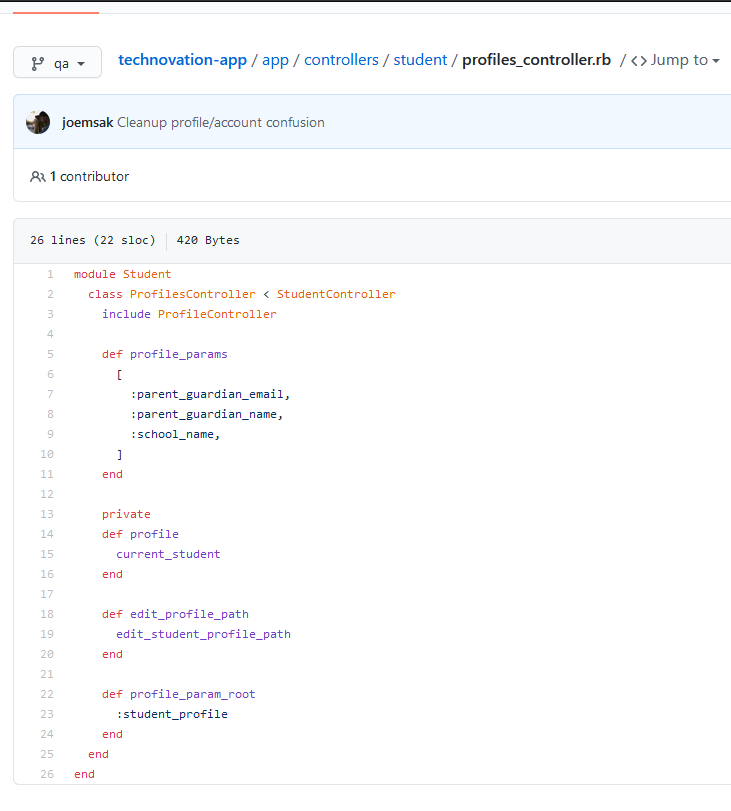 qa technovation-app / app / controllers / student / profiles_controller.rb / <> Jump to
joemsak Cleanup profile/account confusion
1 contributor
26 lines (22 sloc) 420 Bytes
1 module Student
2   class ProfilesController < StudentController
3     include ProfileController
4
5     def profile_params
6       [
7         :parent_guardian_email,
8         :parent_guardian_name,
9         :school_name,
10       ]
11     end
12
13     private
14     def profile
15       current_student
16     end
17
18     def edit_profile_path
19       edit_student_profile_path
20     end
21
22     def profile_param_root
23       :student_profile
24     end
25   end
26 end